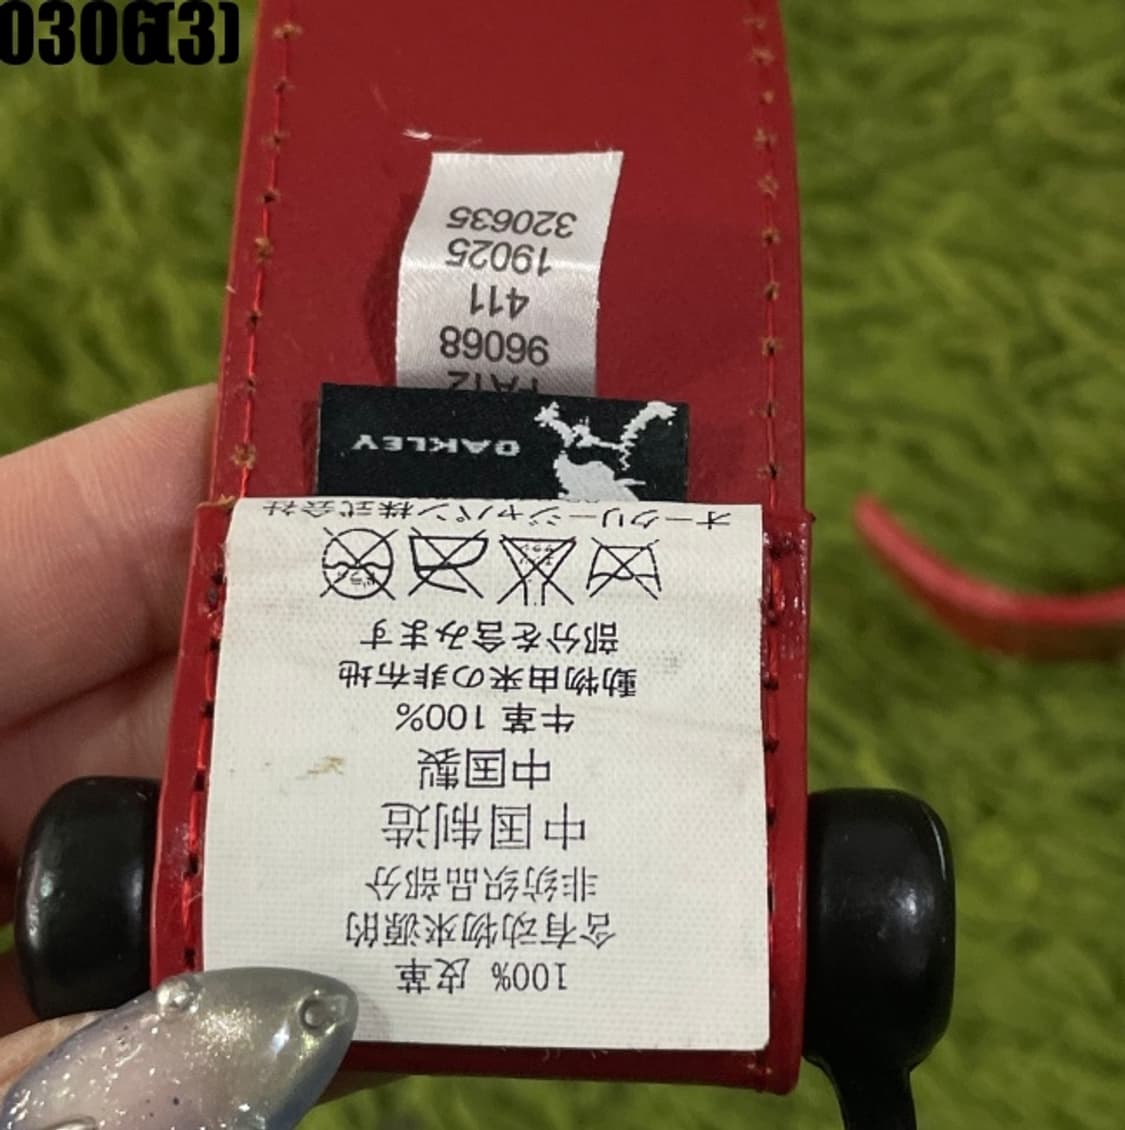 0306(3)
100% 皮革
含有动物来源的
非纺织品部分
中国制造
中国製
牛革 100%
動物由来の非布地
部分を含みます
ドライ
オークリージャパン株式会社
OAKLEY
96068
411
19025
320635